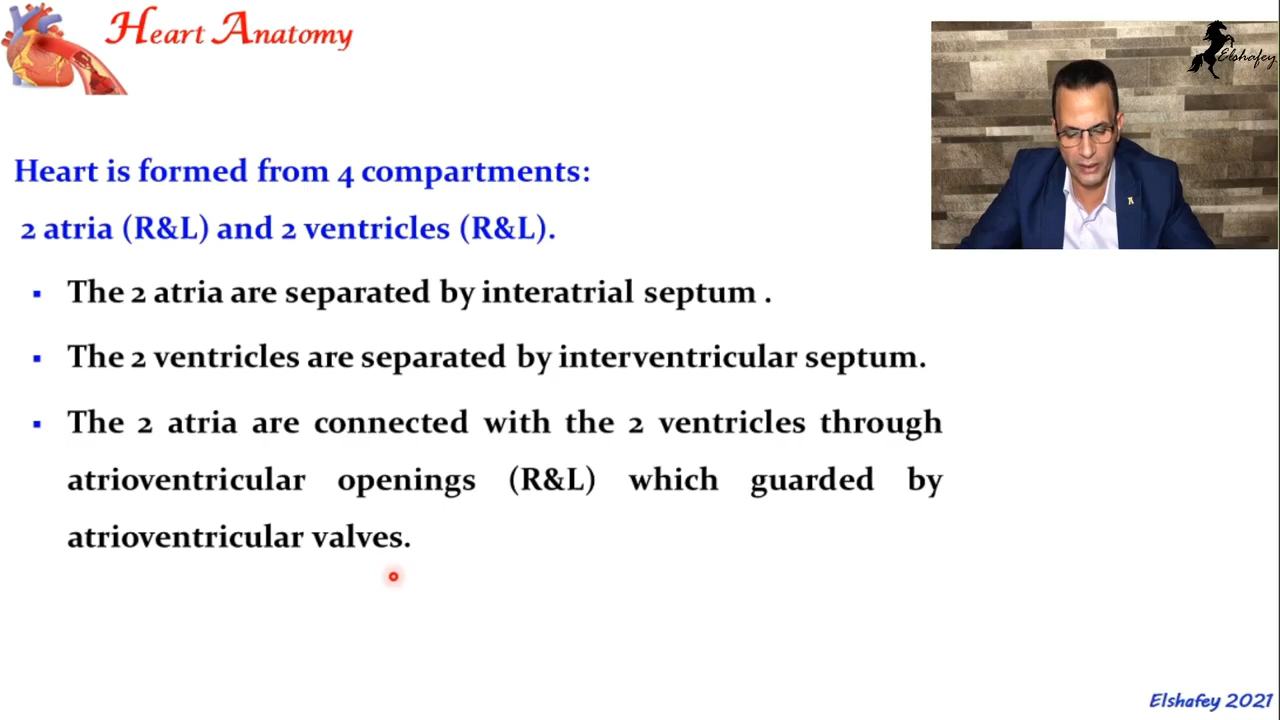 Heart Anatomy
Elshafey
Heart is formed from 4 compartments:
2 atria (R&L) and 2 ventricles (R&L).
▪ The 2 atria are separated by interatrial septum .
▪ The 2 ventricles are separated by interventricular septum.
▪ The 2 atria are connected with the 2 ventricles through
atrioventricular openings (R&L) which guarded by
atrioventricular valves.
Elshafey 2021